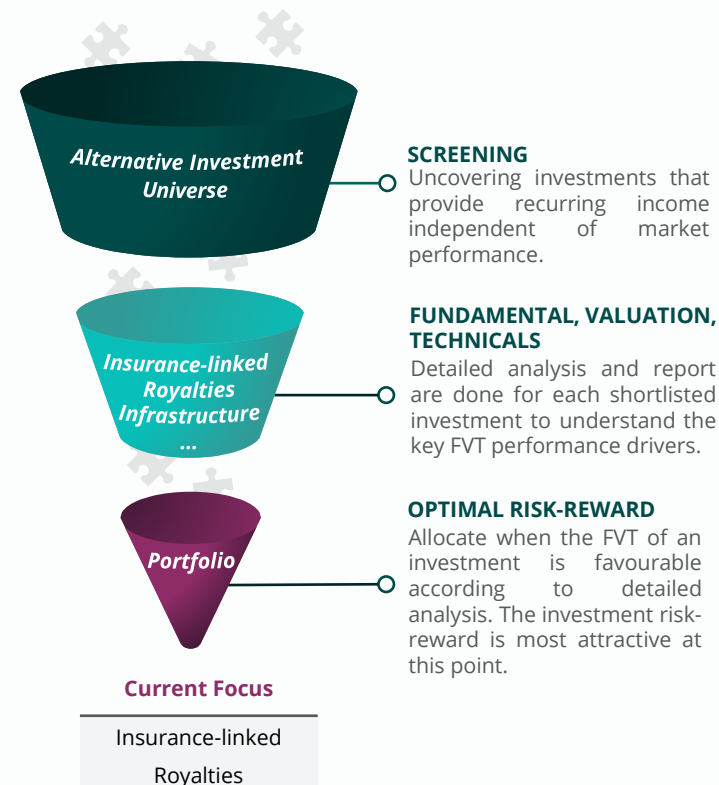 Alternative Investment
Universe
SCREENING
Uncovering investments that
provide recurring income
independent of market
performance.
Insurance-linked
Royalties
Infrastructure
...
FUNDAMENTAL, VALUATION,
TECHNICALS
Detailed analysis and report
are done for each shortlisted
investment to understand the
key FVT performance drivers.
Portfolio
OPTIMAL RISK-REWARD
Allocate when the FVT of an
investment is favourable
according to detailed
analysis. The investment risk-
reward is most attractive at
this point.
Current Focus
Insurance-linked
Royalties